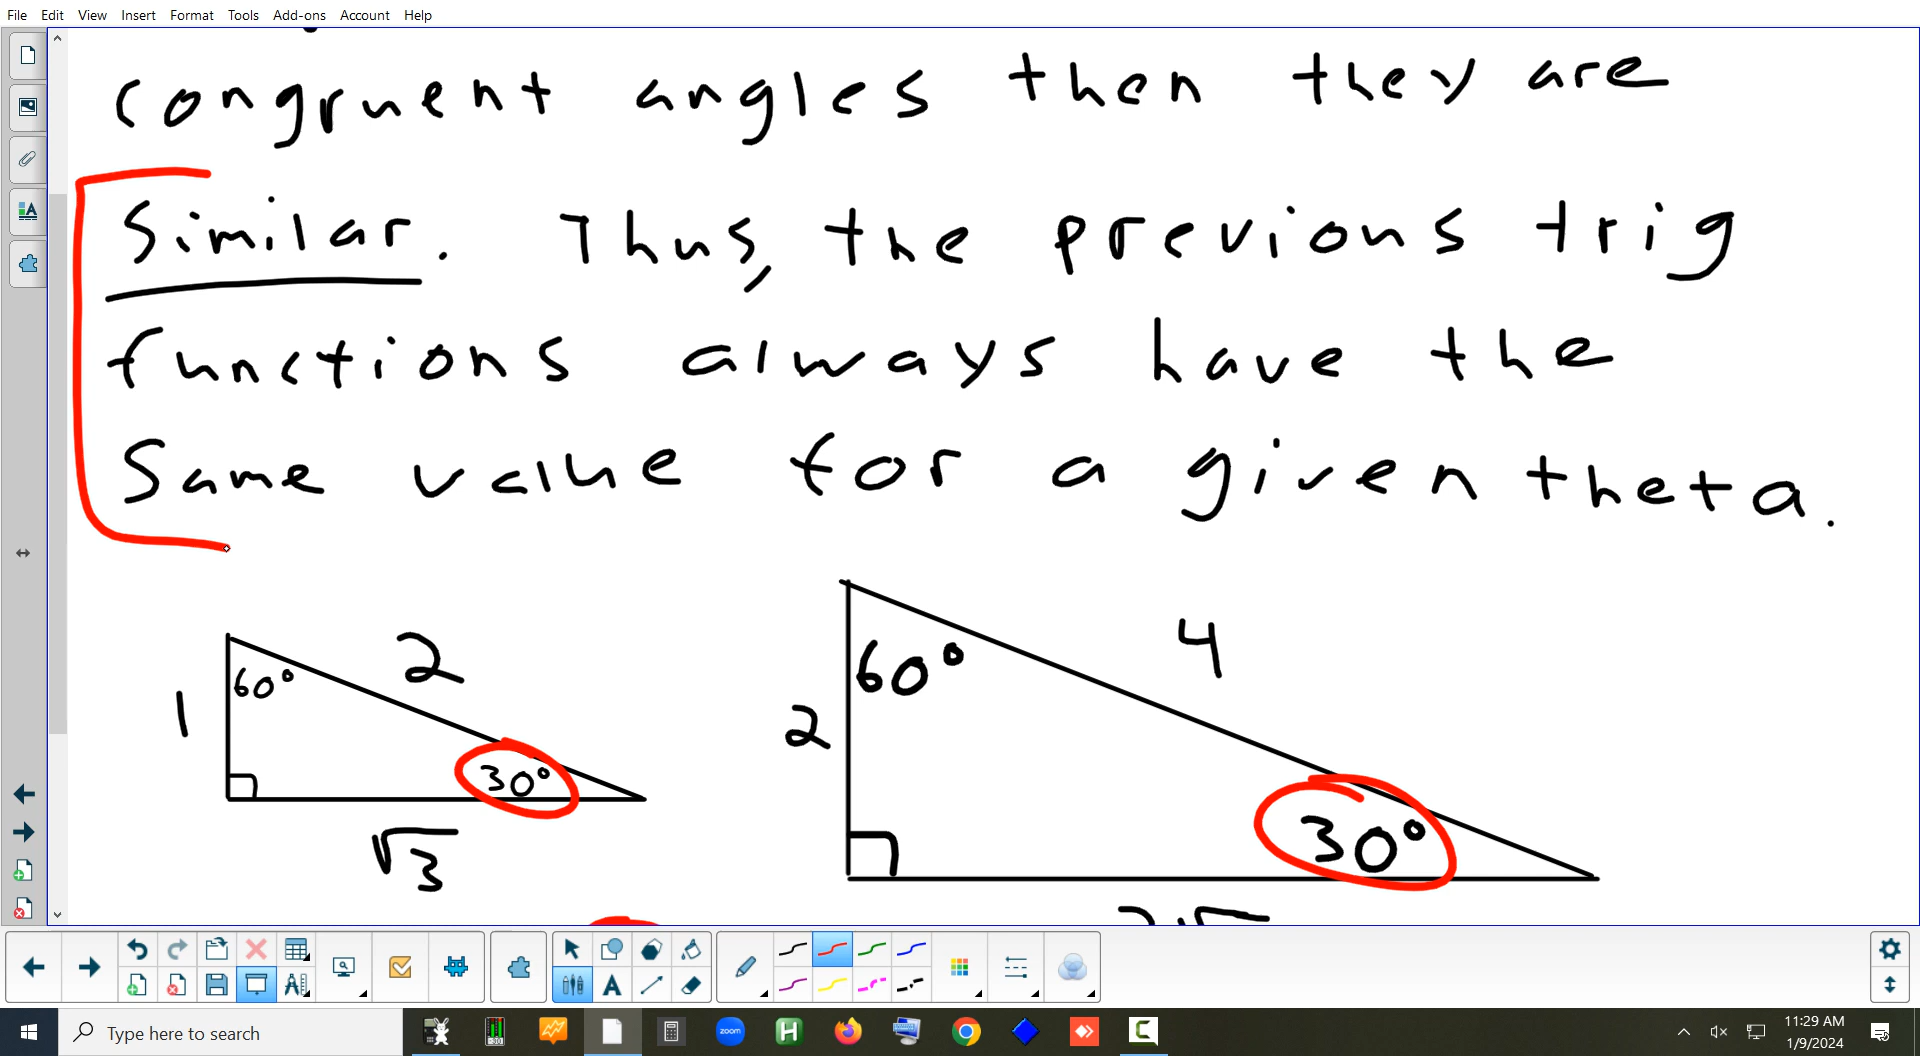 File Edit View Insert Format Tools Add-ons Account Help
congruent angles then they are
Similar. Thus, the previous trig
functions always have the
Same value for a given theta.
60° 2
1
30°
√3
60° 4
2
30°
2√
Type here to search
zoom
11:29 AM
1/9/2024